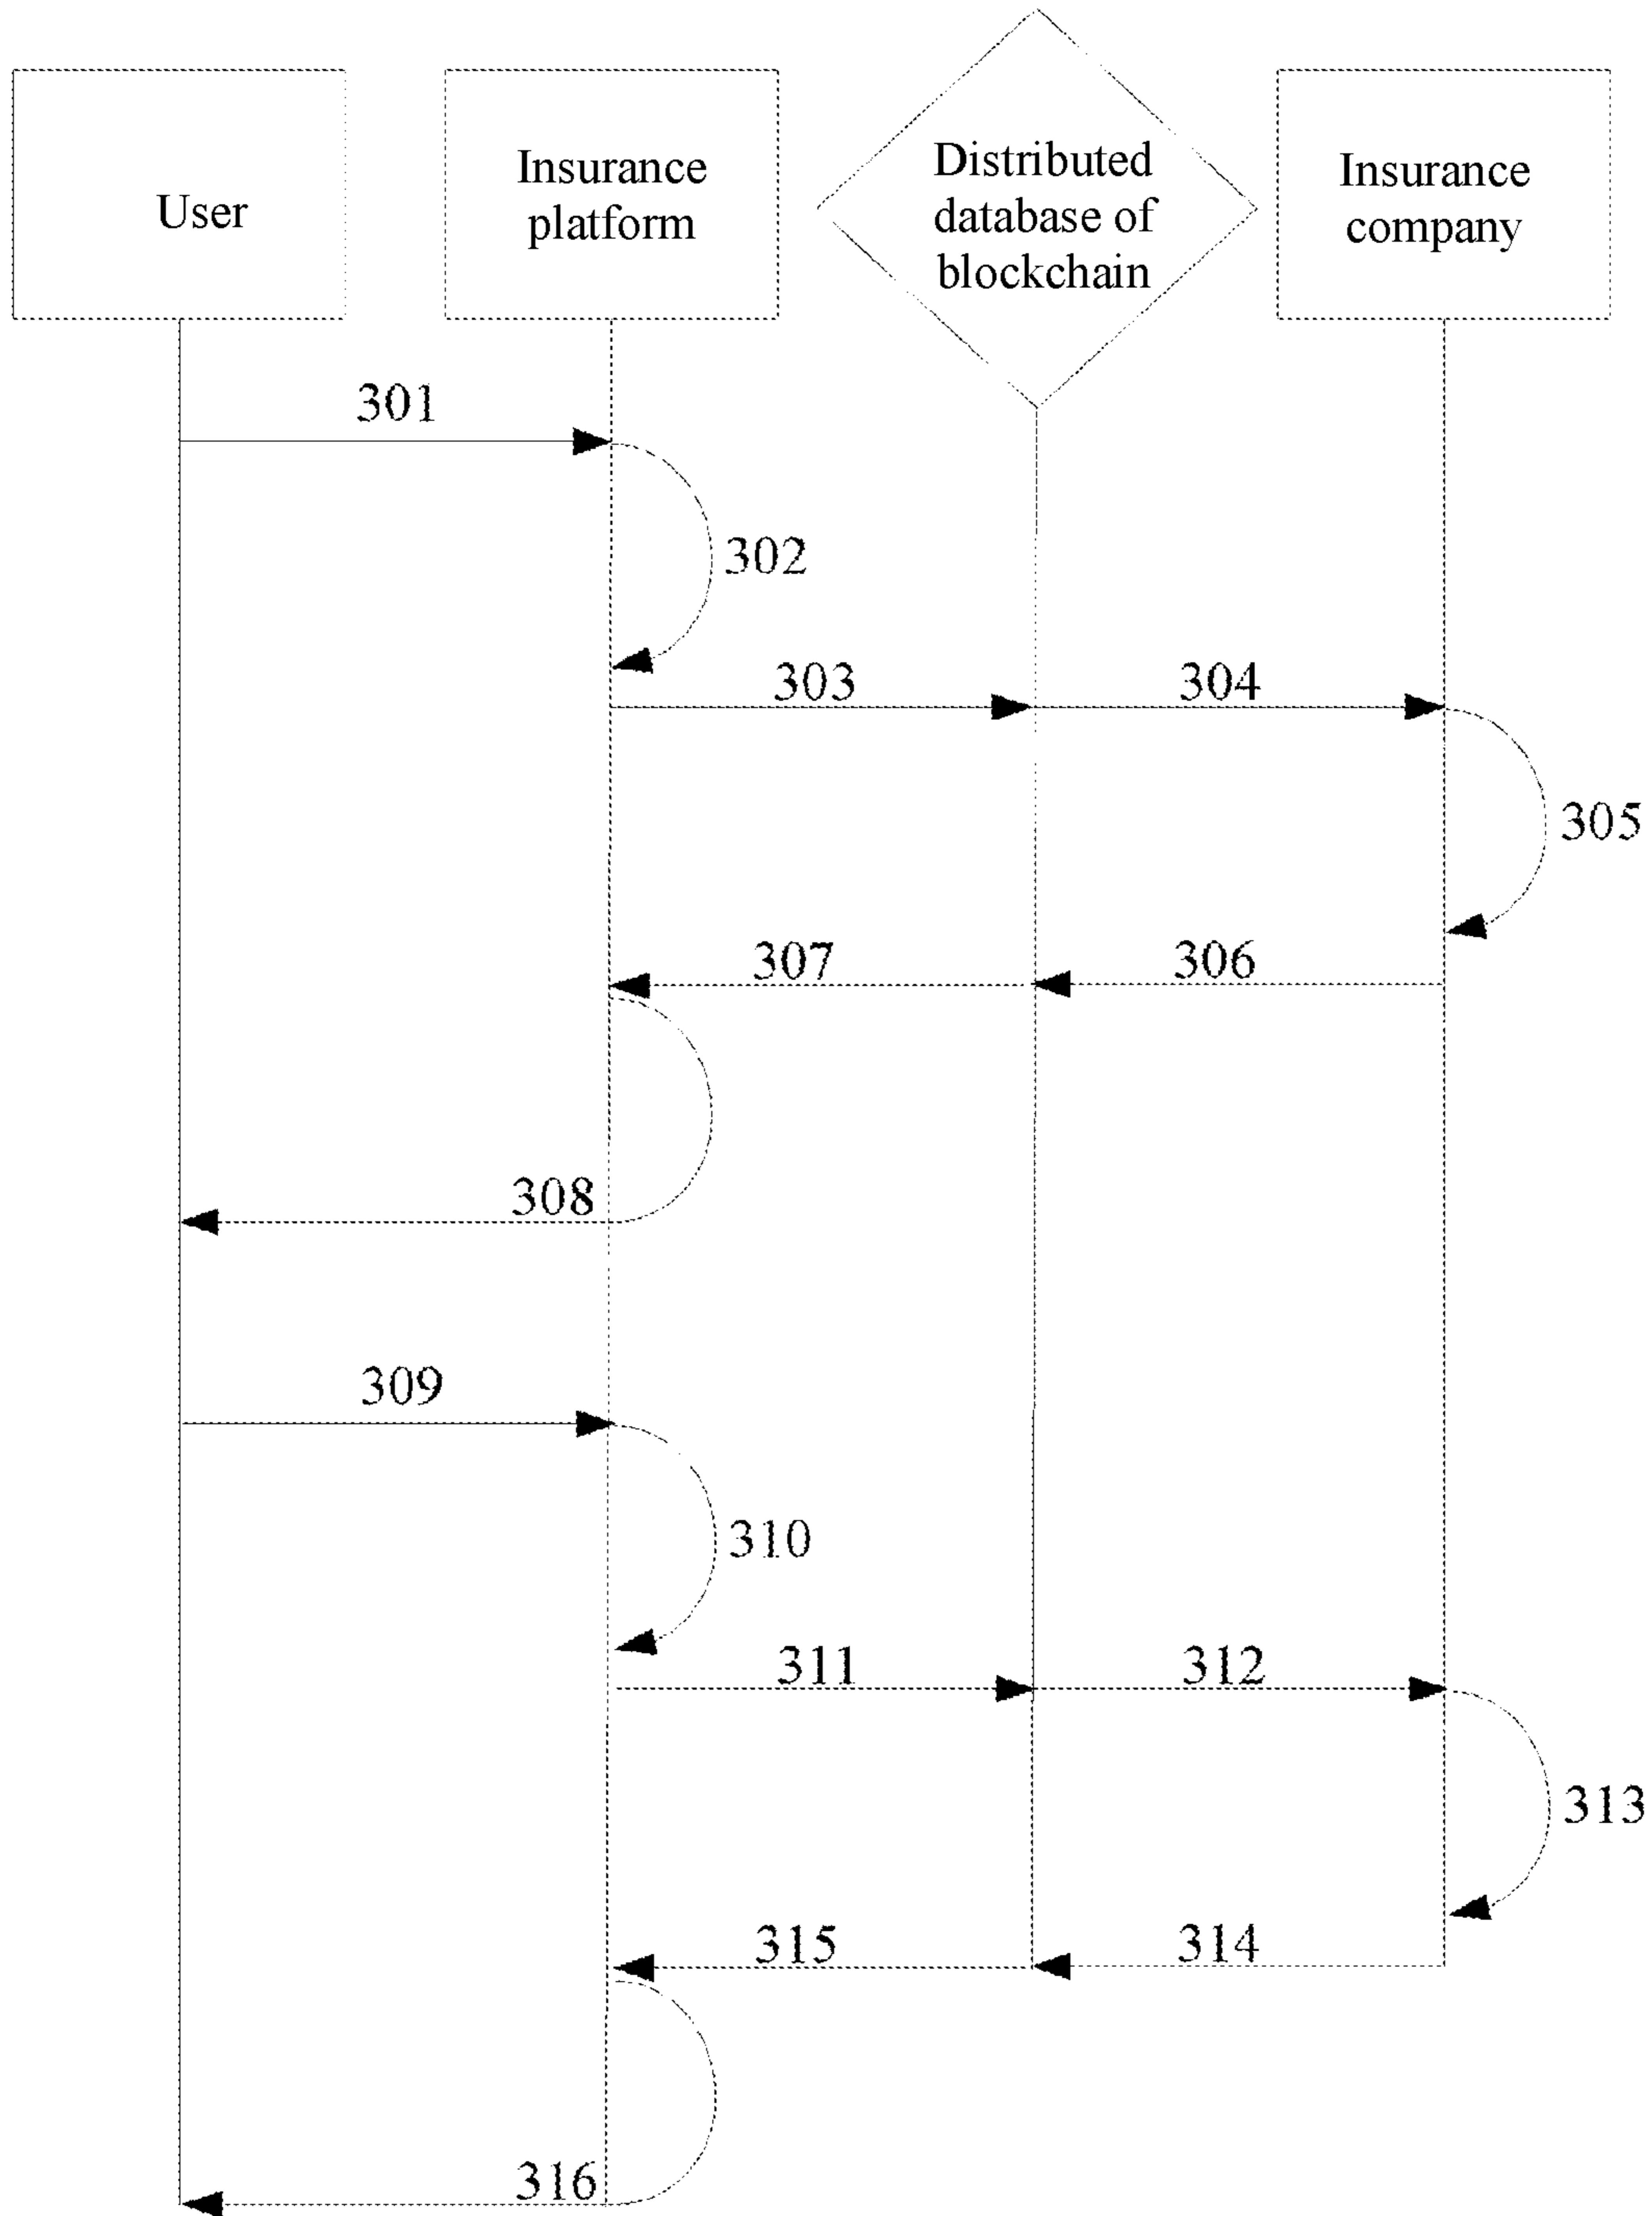 User
Insurance
platform
Distributed
database of
blockchain
Insurance
company
301
302
303
304
305
307
306
308
309
310
311
312
313
315
314
316